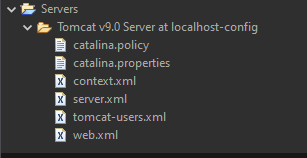 Servers
Tomcat v9.0 Server at localhost-config
catalina.policy
catalina.properties
context.xml
server.xml
tomcat-users.xml
web.xml